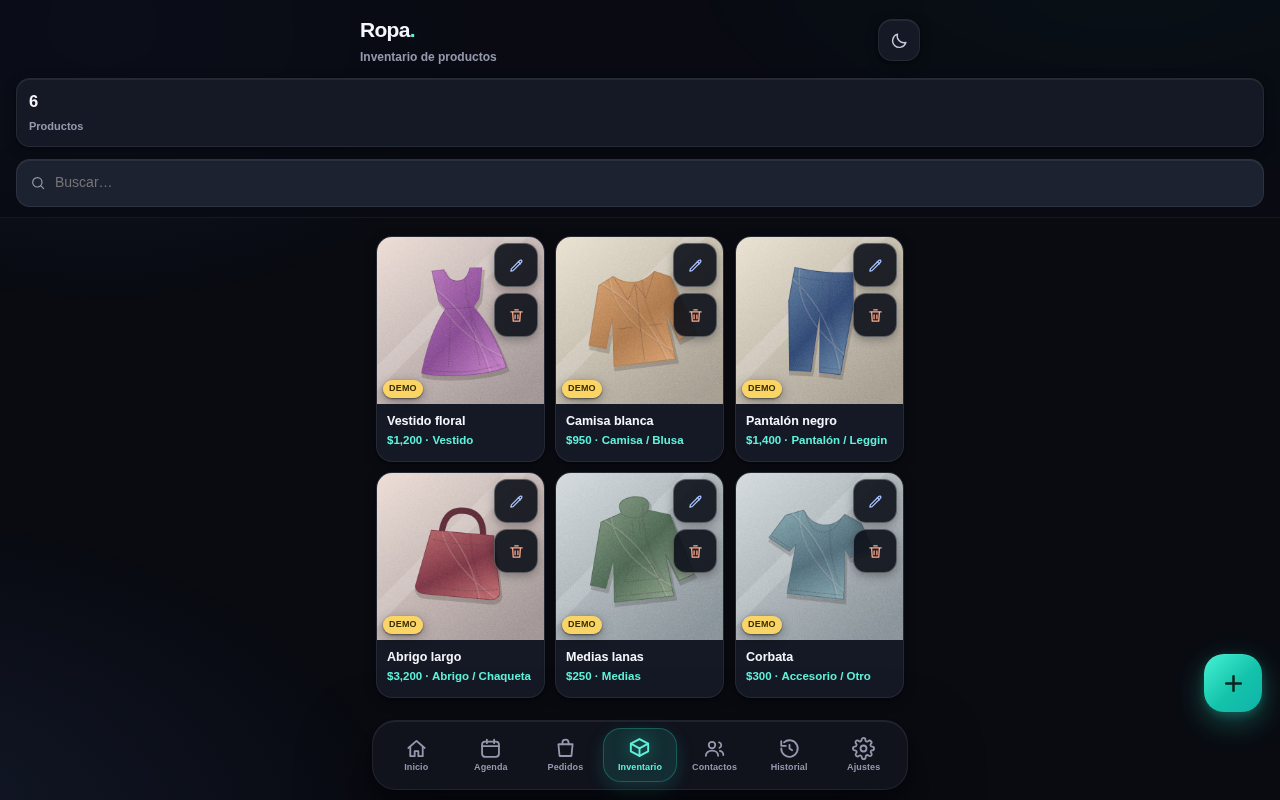 Ropa.
Inventario de productos
6
Productos
Buscar…
DEMO
DEMO
DEMO
Vestido floral
$1,200 · Vestido
Camisa blanca
$950 · Camisa / Blusa
Pantalón negro
$1,400 · Pantalón / Leggin
DEMO
DEMO
DEMO
Abrigo largo
$3,200 · Abrigo / Chaqueta
Medias lanas
$250 · Medias
Corbata
$300 · Accesorio / Otro
Inicio
Agenda
Pedidos
Inventario
Contactos
Historial
Ajustes